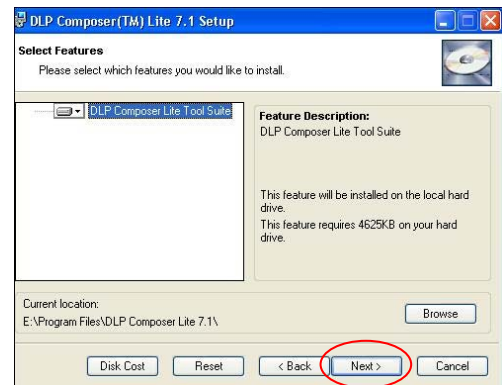 DLP Composer(TM) Lite 7.1 Setup
Select Features
Please select which features you would like to install.
DLP Composer Lite Tool Suite
Feature Description:
DLP Composer Lite Tool Suite
This feature will be installed on the local hard
drive.
This feature requires 4625KB on your hard
drive.
Current location:
E:\Program Files\DLP Composer Lite 7.1\
Browse
Disk Cost Reset < Back Next > Cancel